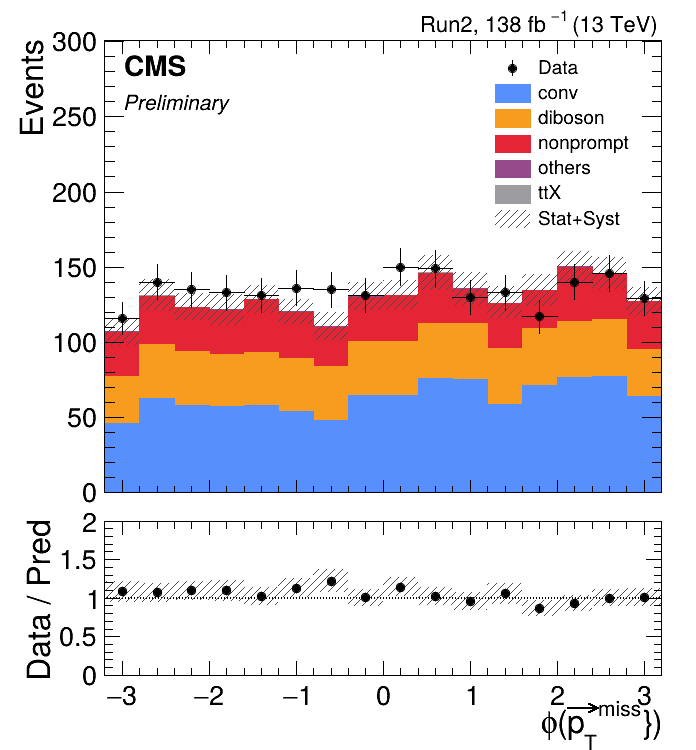 Run2, 138 fb⁻¹ (13 TeV)
Events
300
250
200
150
100
50
0
CMS
Preliminary
Data
conv
diboson
nonprompt
others
ttX
Stat+Syst
Data / Pred
2
1.5
1
0.5
0
−3 −2 −1 0 1 2 3
ϕ(p⃗_T^miss})